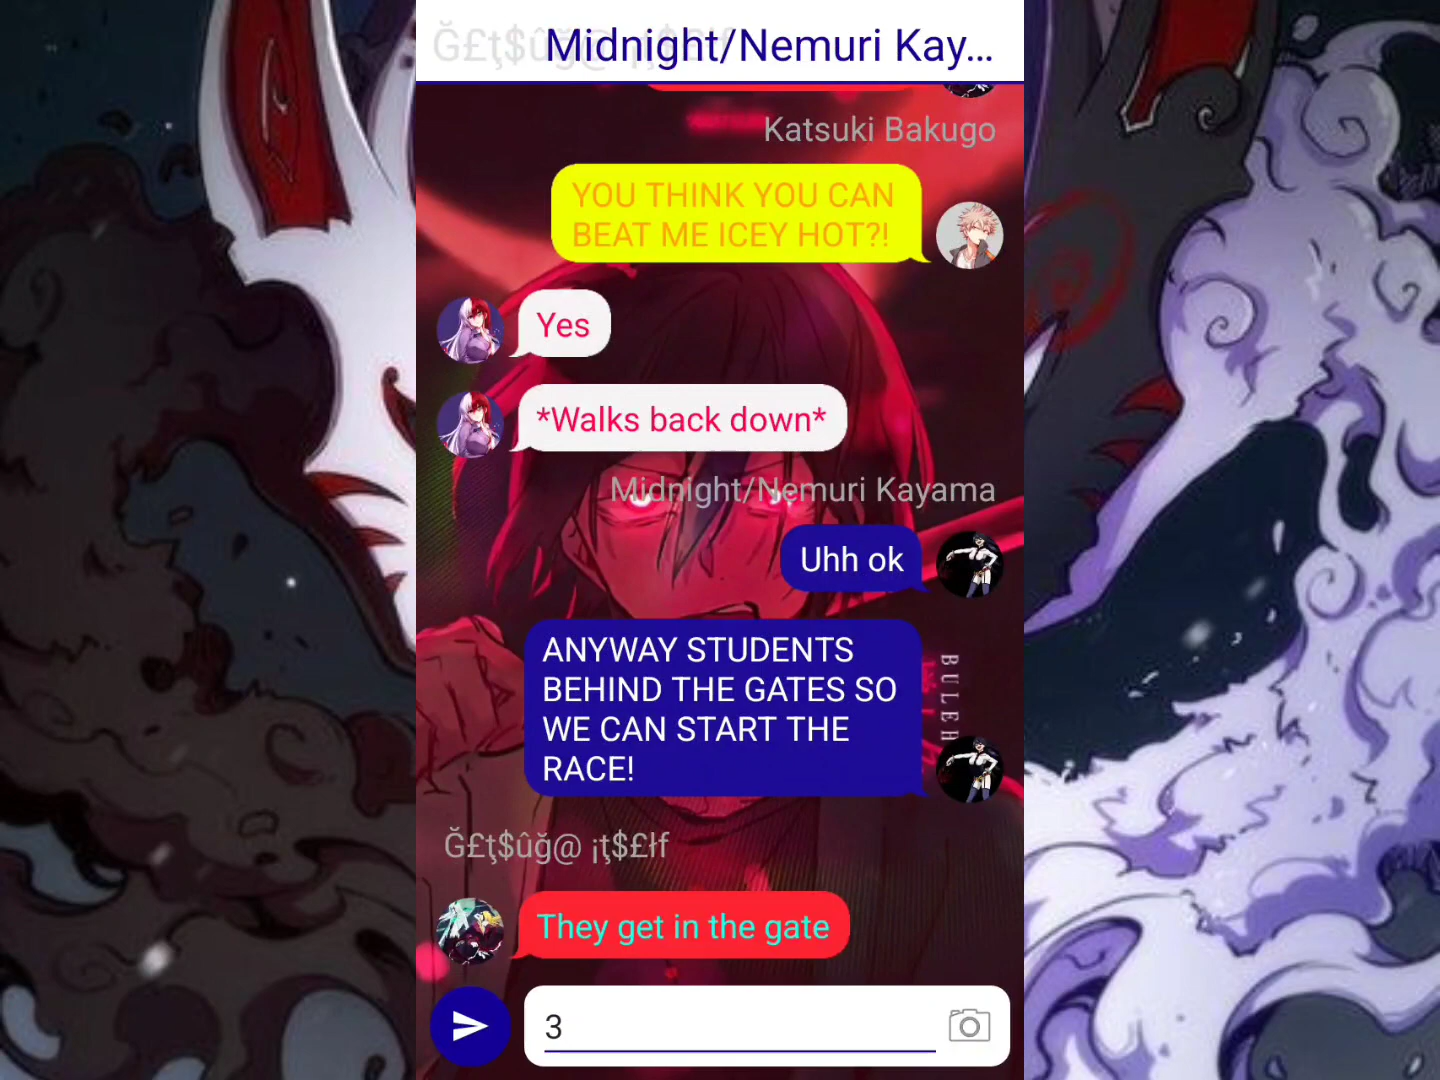 Midnight/Nemuri Kay...
Katsuki Bakugo
YOU THINK YOU CAN
BEAT ME ICEY HOT?!
Yes
*Walks back down*
Midnight/Nemuri Kayama
Uhh ok
ANYWAY STUDENTS
BEHIND THE GATES SO
WE CAN START THE
RACE!
BULEH
Ğ£ţ$ûğ@ ¡ţ$£łf
They get in the gate
3